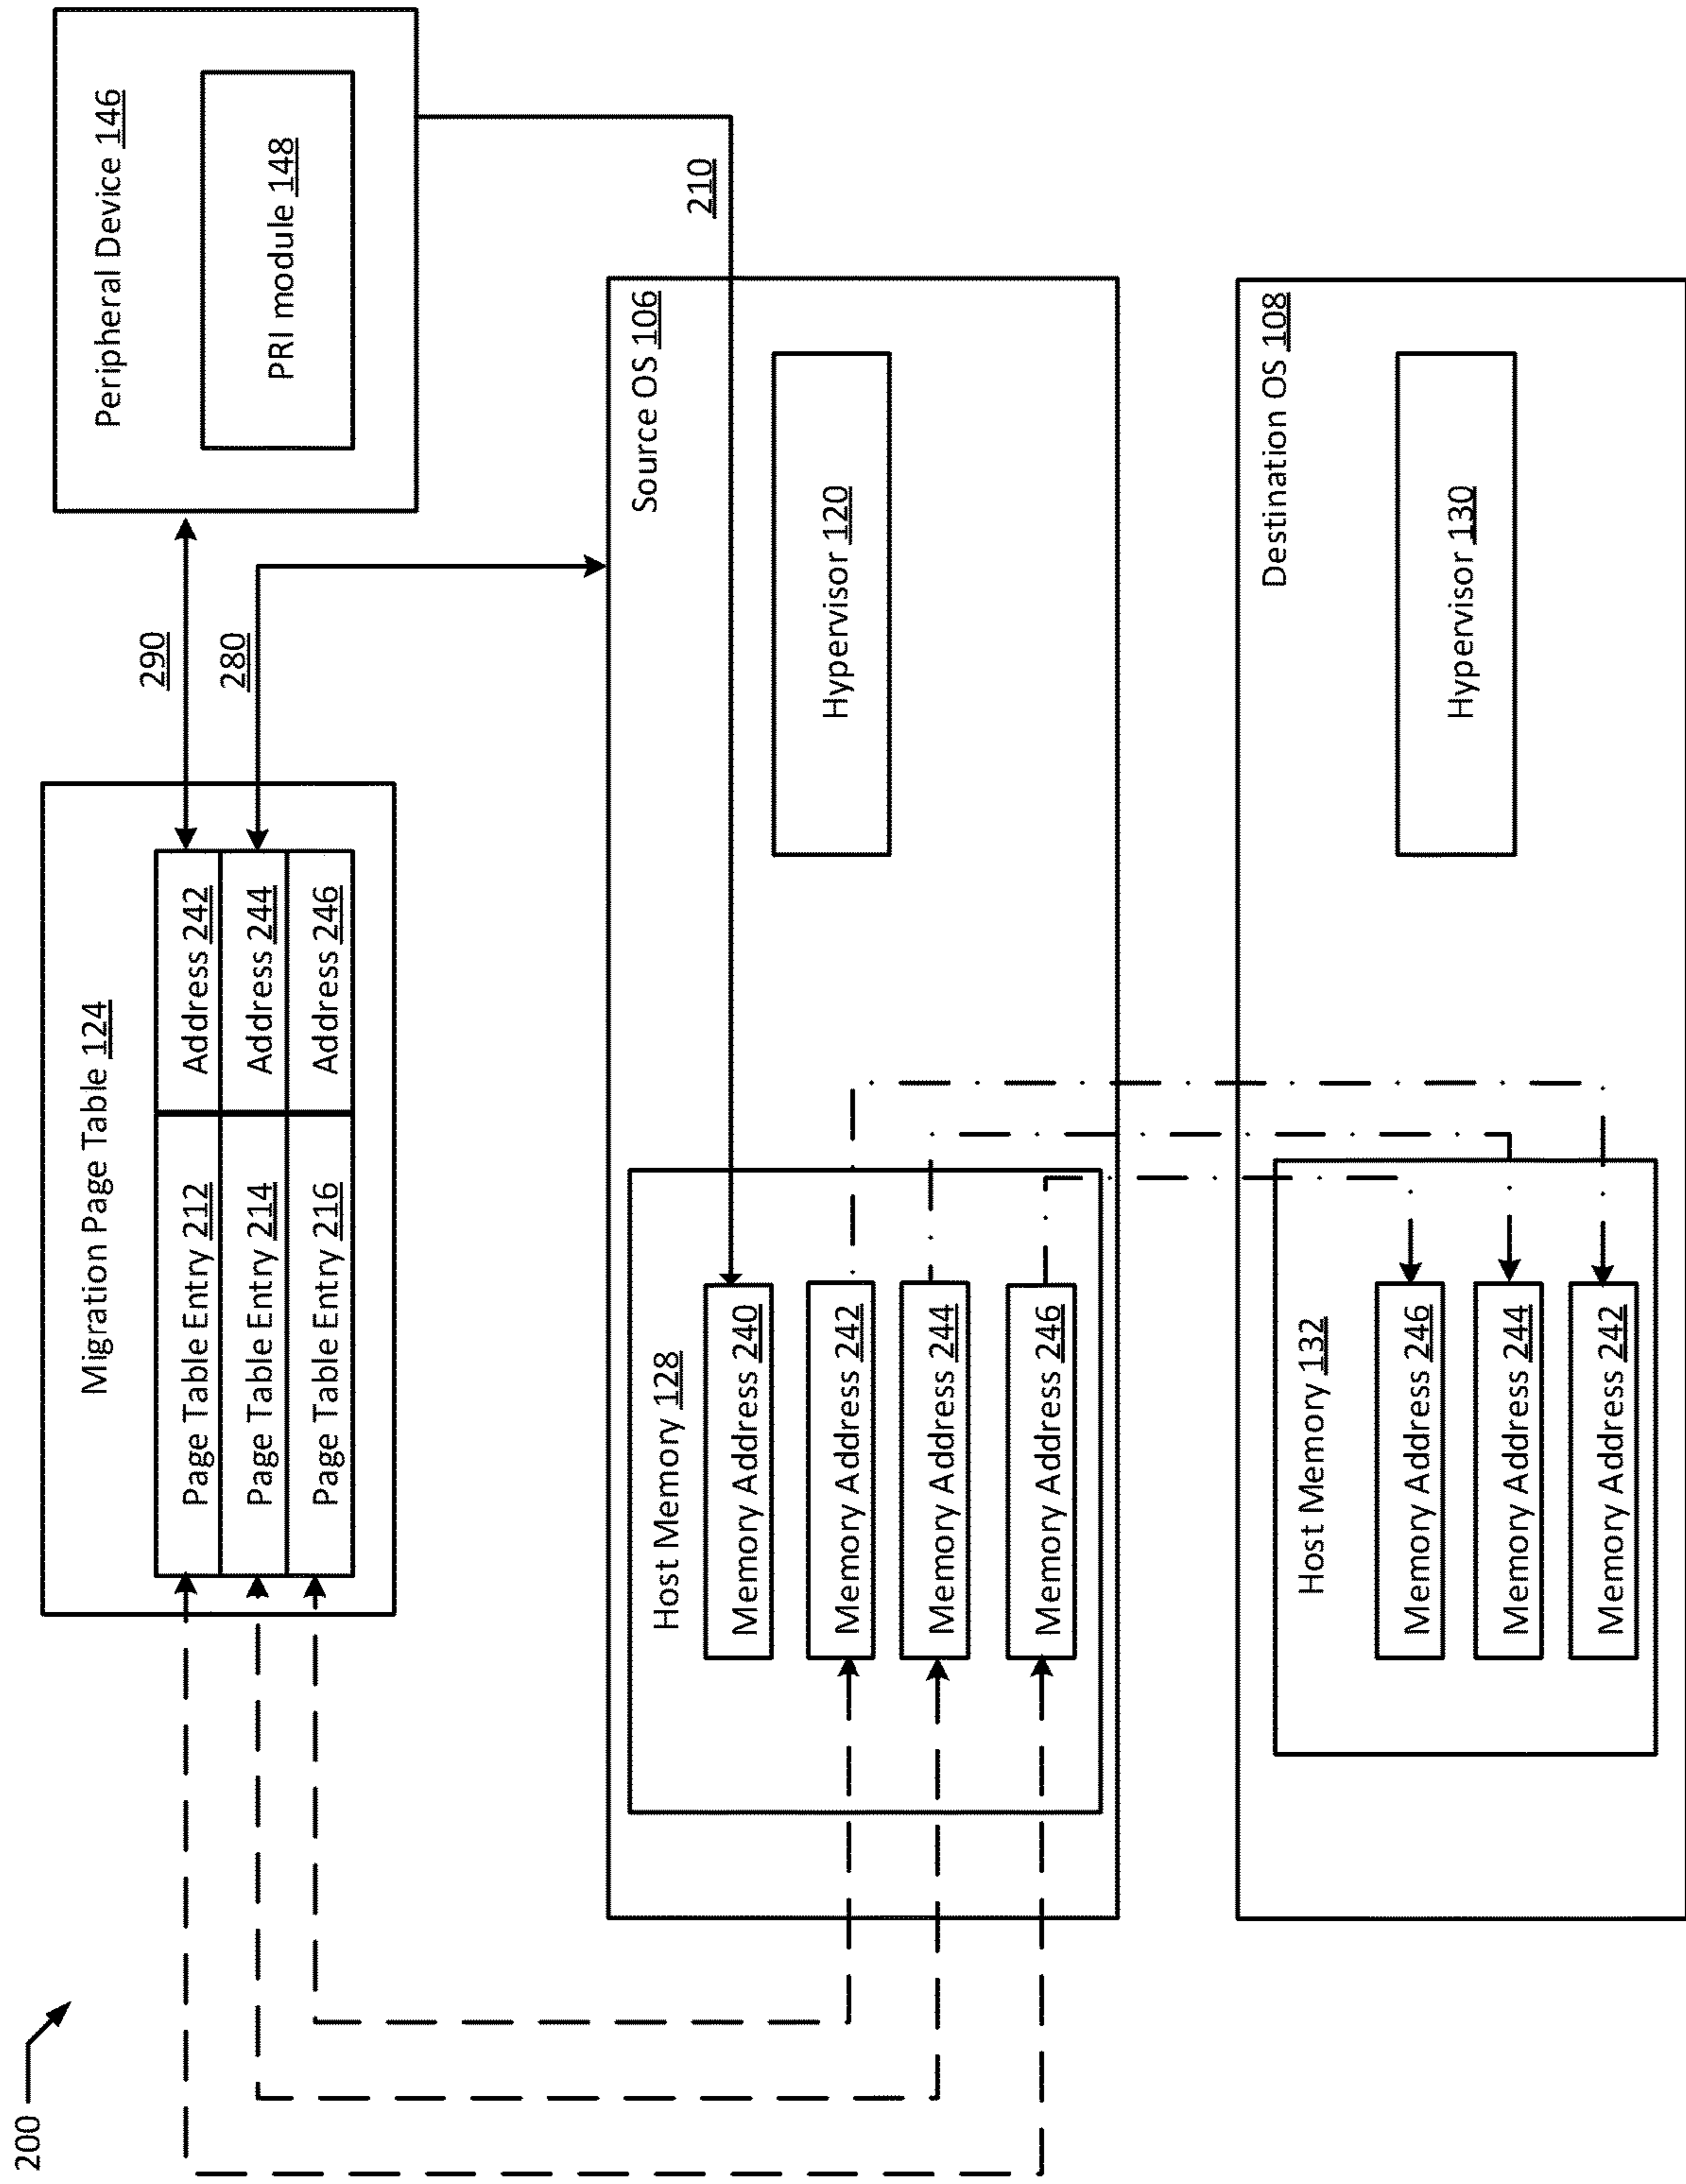 200
Migration Page Table 124
Page Table Entry 212 Address 242
Page Table Entry 214 Address 244
Page Table Entry 216 Address 246
290
280
Peripheral Device 146
PRI module 148
210
Source OS 106
Host Memory 128
Memory Address 240
Memory Address 242
Memory Address 244
Memory Address 246
Hypervisor 120
Destination OS 108
Host Memory 132
Memory Address 246
Memory Address 244
Memory Address 242
Hypervisor 130